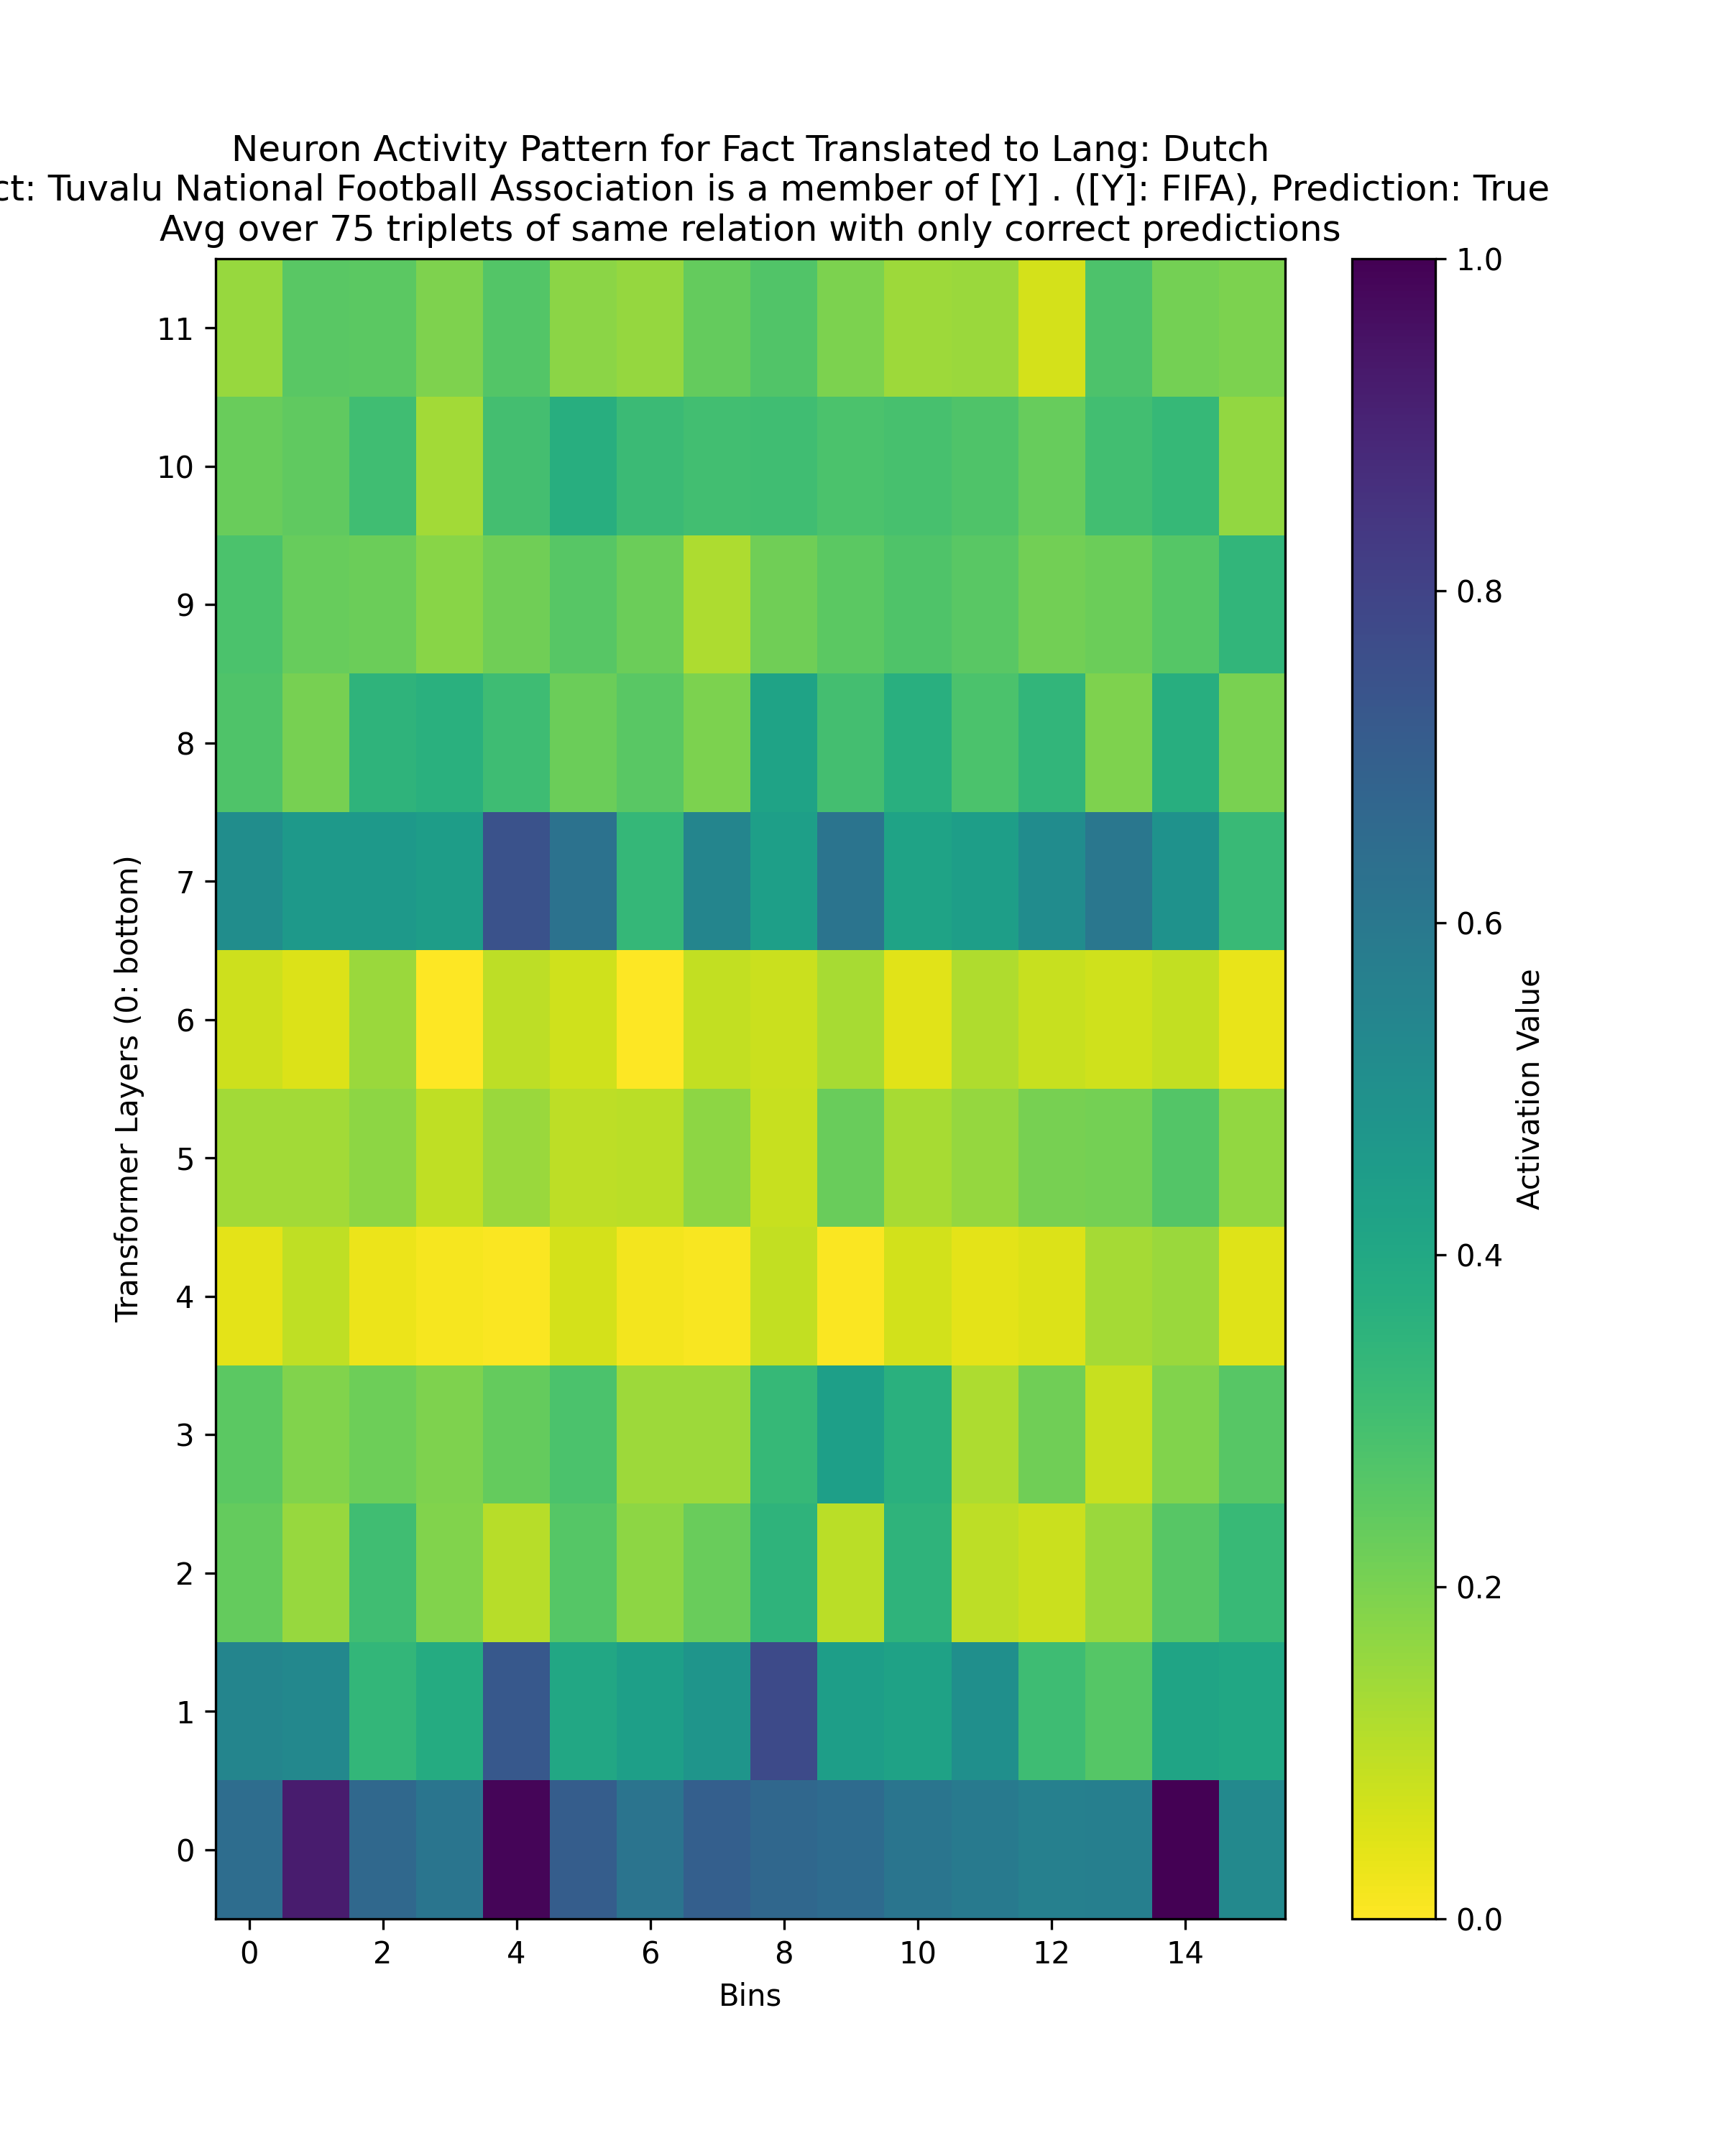 Neuron Activity Pattern for Fact Translated to Lang: Dutch
ct: Tuvalu National Football Association is a member of [Y] . ([Y]: FIFA), Prediction: True
Avg over 75 triplets of same relation with only correct predictions
1.0
11
10
0.8
9
8
7
0.6
6
5
4
0.4
3
2
0.2
1
0
0.0
Transformer Layers (0: bottom)
Activation Value
0 2 4 6 8 10 12 14
Bins